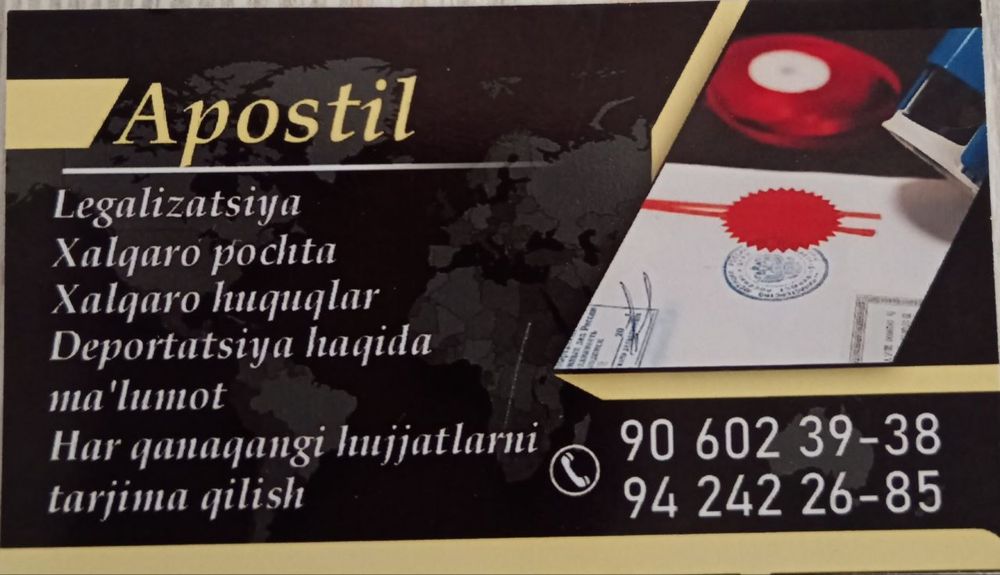 Apostil
Legalizatsiya
Xalqaro pochta
Xalqaro huquqlar
Deportatsiya haqida
ma'lumot
Har qanaqangi hujjatlarni
tarjima qilish
90 602 39-38
94 242 26-85